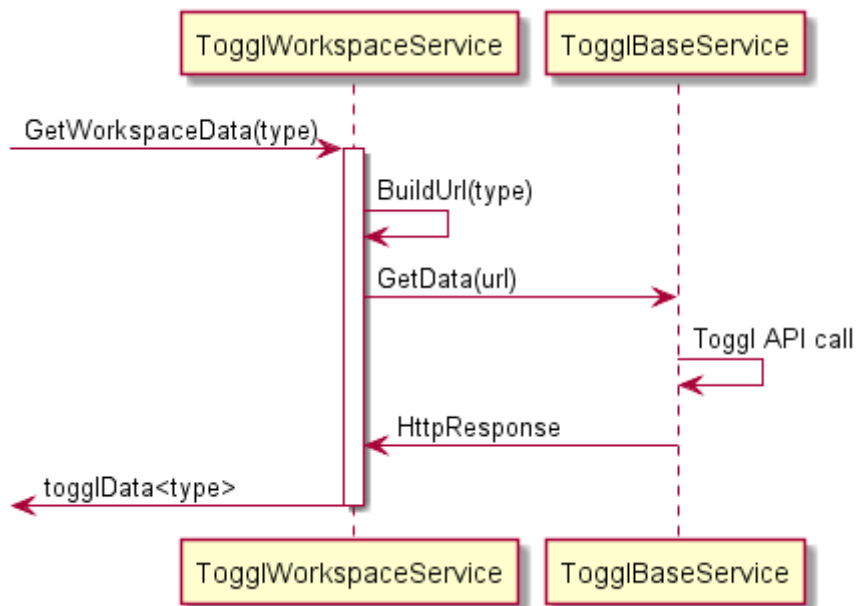 TogglWorkspaceService
TogglBaseService
GetWorkspaceData(type)
BuildUrl(type)
GetData(url)
Toggl API call
HttpResponse
togglData<type>
TogglWorkspaceService
TogglBaseService